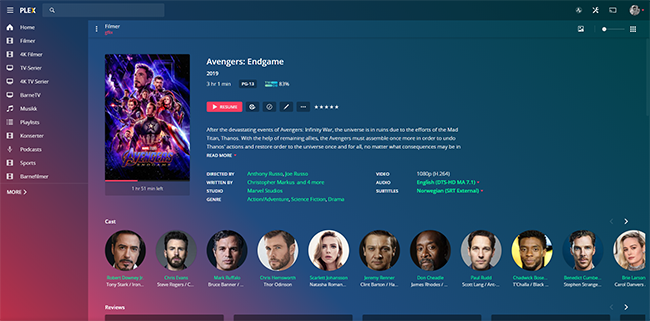 PLEX
Home
Filmer
4K Filmer
TV Serier
4K TV Serier
BarneTV
Musikk
Playlists
Konserter
Podcasts
Sports
Barnefilmer
MORE >
Filmer
Avengers: Endgame
2019
3 hr 1 min PG-13 83%
RESUME
After the devastating events of Avengers: Infinity War, the universe is in ruins due to the efforts of the Mad
Titan, Thanos. With the help of remaining allies, the Avengers must assemble once more in order to undo
Thanos' actions and restore order to the universe once and for all, no matter what consequences may be in
READ MORE
AVENGERS
ENDGAME
1 hr 51 min left
DIRECTED BY Anthony Russo, Joe Russo
WRITTEN BY Christopher Markus and 4 more
STUDIO Marvel Studios
GENRE Action/Adventure, Science Fiction, Drama
VIDEO 1080p (H.264)
AUDIO English (DTS-HD MA 7.1)
SUBTITLES Norwegian (SRT External)
Cast
Robert Downey Jr.
Tony Stark / Iron...
Chris Evans
Steve Rogers / C...
Mark Ruffalo
Bruce Banner / ...
Chris Hemsworth
Thor Odinson
Scarlett Johansson
Natasha Romano...
Jeremy Renner
Clint Barton / Ha...
Don Cheadle
James Rhodes / ...
Paul Rudd
Scott Lang / Ant-...
Chadwick Bose...
T'Challa / Black ...
Benedict Cumbe...
Stephen Strange...
Brie Larson
Carol Danvers
Reviews